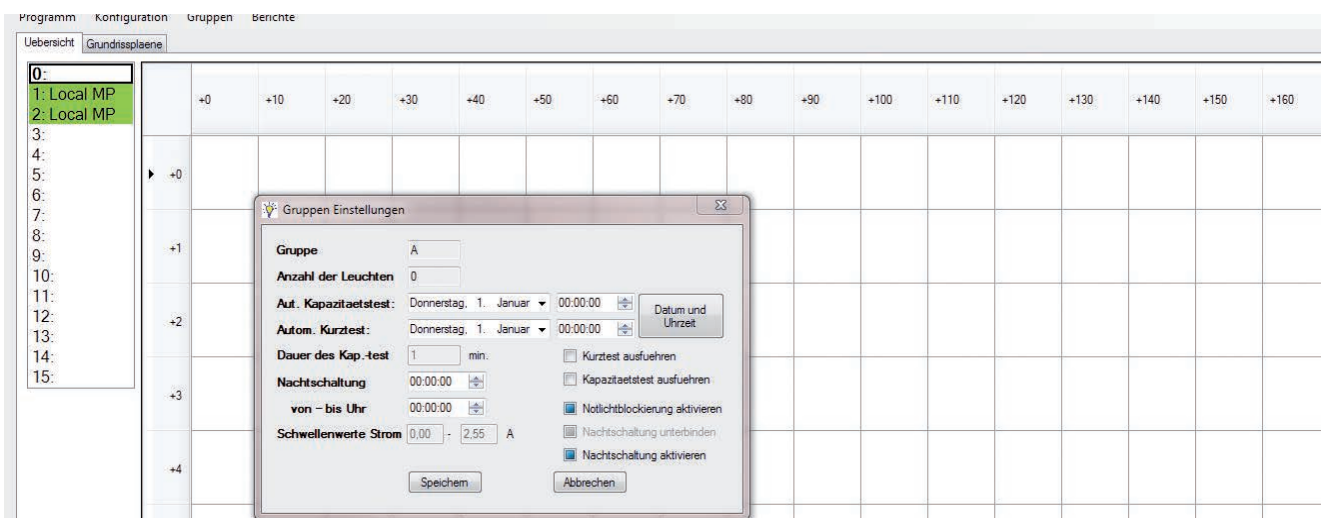 Programm Konfiguration Gruppen Berichte
Uebersicht Grundrissplaene
0:
1: Local MP
2: Local MP
3:
4:
5:
6:
7:
8:
9:
10:
11:
12:
13:
14:
15:
+0 +10 +20 +30 +40 +50 +60 +70 +80 +90 +100 +110 +120 +130 +140 +150 +160
+0
+1
+2
+3
+4
Gruppen Einstellungen
Gruppe A
Anzahl der Leuchten 0
Aut. Kapazitaetstest: Donnerstag, 1. Januar 00:00:00
Autom. Kurztest: Donnerstag, 1. Januar 00:00:00
Datum und
Uhrzeit
Dauer des Kap.-test 1 min.
Nachtschaltung 00:00:00
von – bis Uhr 00:00:00
Schwellenwerte Strom 0,00 - 2,55 A
Kurztest ausfuehren
Kapazitaetstest ausfuehren
Notlichtblockierung aktivieren
Nachtschaltung unterbinden
Nachtschaltung aktivieren
Speichern Abbrechen